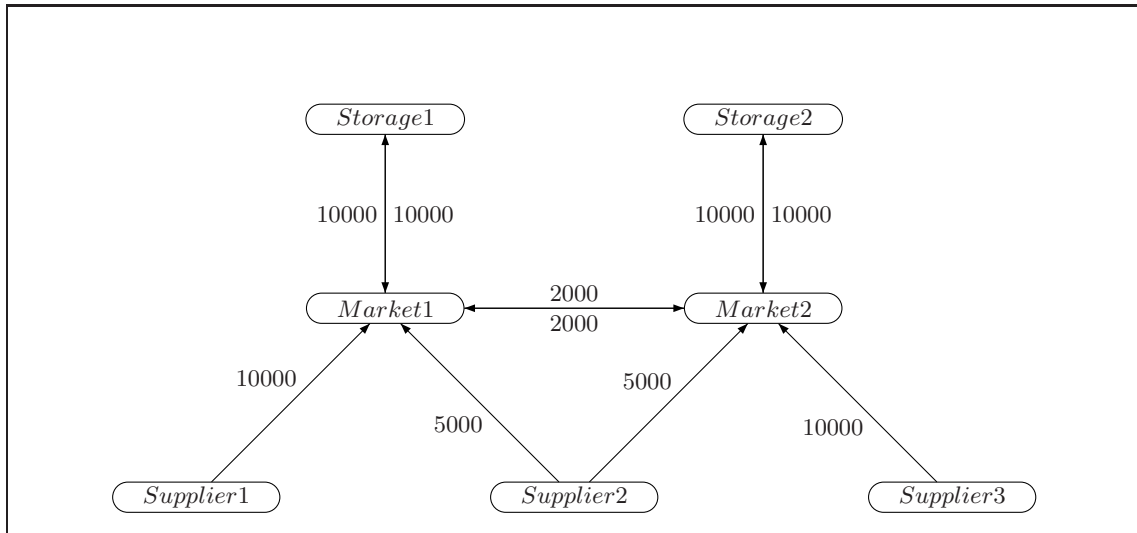 Storage1 Storage2
10000 10000 10000 10000
2000
Market1 Market2
2000
10000 5000
5000 10000
Supplier1 Supplier2 Supplier3